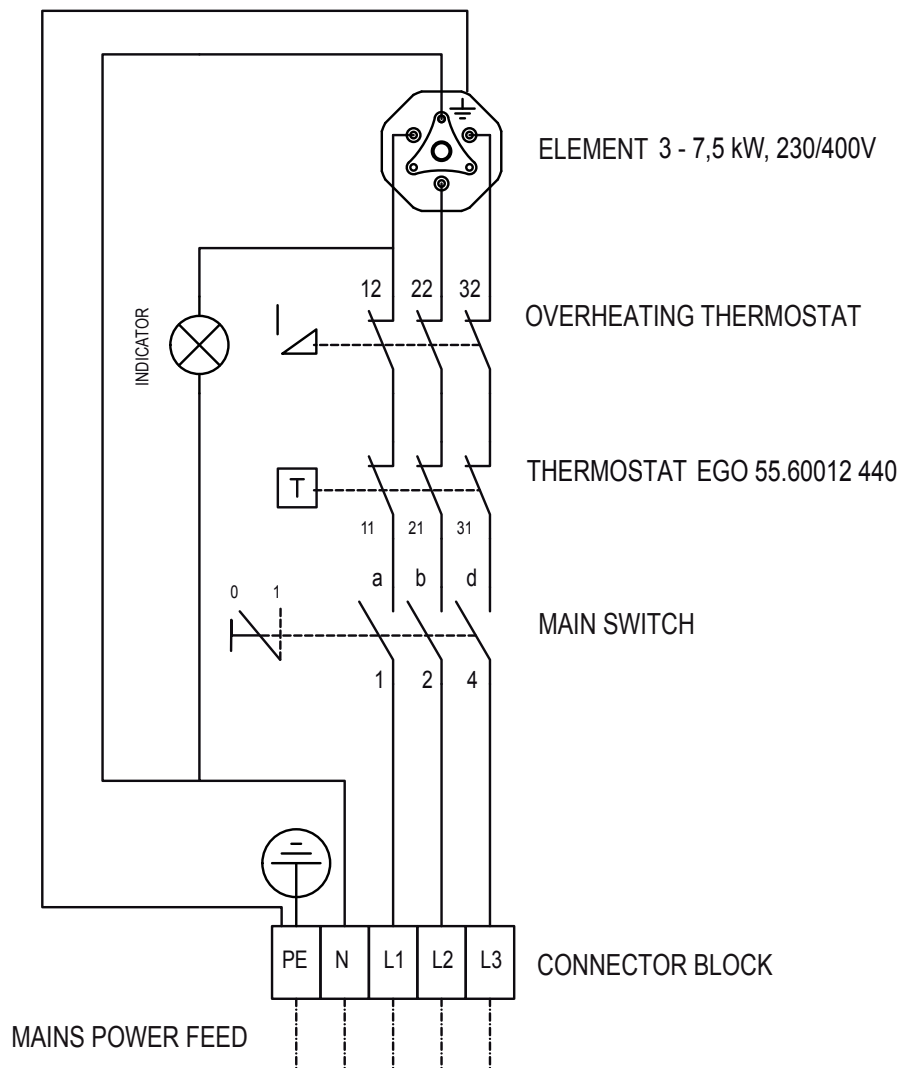 ELEMENT 3 - 7,5 kW, 230/400V
12 22 32
OVERHEATING THERMOSTAT
INDICATOR
THERMOSTAT EGO 55.60012 440
T
11 21 31
a b d
0 1
MAIN SWITCH
1 2 4
PE N L1 L2 L3
CONNECTOR BLOCK
MAINS POWER FEED